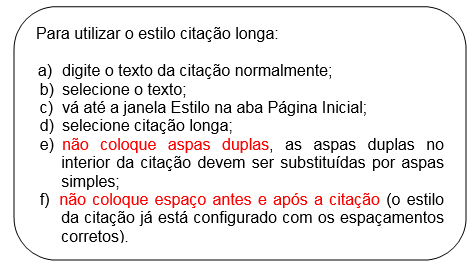 Para utilizar o estilo citação longa:
a) digite o texto da citação normalmente;
b) selecione o texto;
c) vá até a janela Estilo na aba Página Inicial;
d) selecione citação longa;
e) não coloque aspas duplas, as aspas duplas no
interior da citação devem ser substituídas por aspas
simples;
f) não coloque espaço antes e após a citação (o estilo
da citação já está configurado com os espaçamentos
corretos).